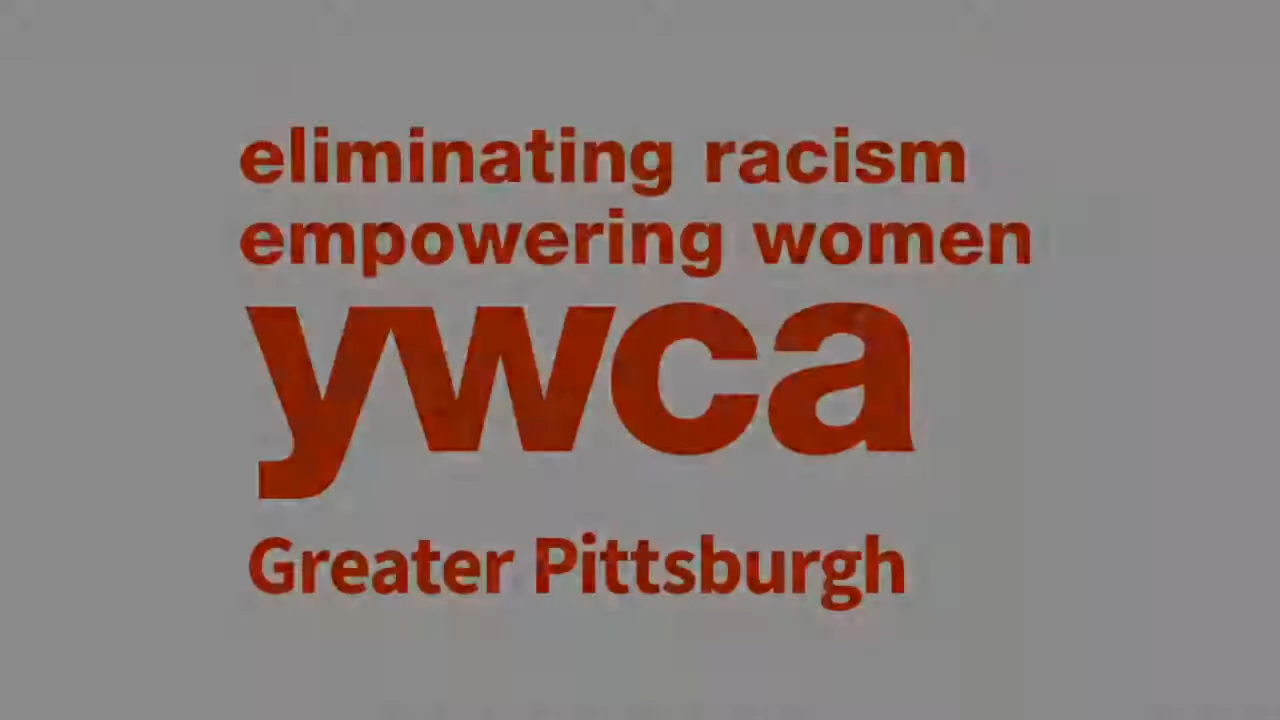 eliminating racism
empowering women
ywca
Greater Pittsburgh